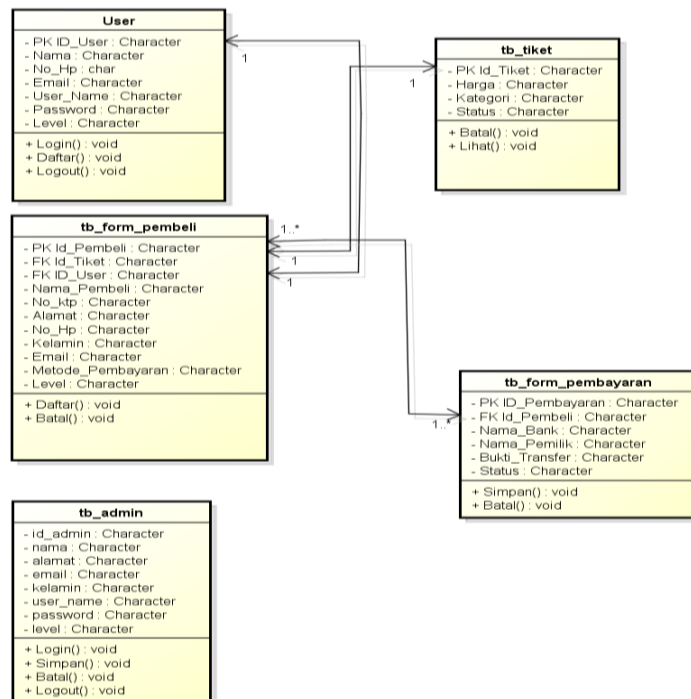 User
- PK ID_User : Character
- Nama : Character
- No_Hp : char
- Email : Character
- User_Name : Character
- Password : Character
- Level : Character
+ Login() : void
+ Daftar() : void
+ Logout() : void
1
tb_tiket
- PK Id_Tiket : Character
- Harga : Character
- Kategori : Character
- Status : Character
+ Batal() : void
+ Lihat() : void
1
tb_form_pembeli
- PK Id_Pembeli : Character
- FK Id_Tiket : Character
- FK ID_User : Character
- Nama_Pembeli : Character
- No_ktp : Character
- Alamat : Character
- No_Hp : Character
- Kelamin : Character
- Email : Character
- Metode_Pembayaran : Character
- Level : Character
+ Daftar() : void
+ Batal() : void
1..*
1
1
tb_form_pembayaran
- PK ID_Pembayaran : Character
- FK Id_Pembeli : Character
- Nama_Bank : Character
- Nama_Pemilik : Character
- Bukti_Transfer : Character
- Status : Character
+ Simpan() : void
+ Batal() : void
1..*
tb_admin
- id_admin : Character
- nama : Character
- alamat : Character
- email : Character
- kelamin : Character
- user_name : Character
- password : Character
- level : Character
+ Login() : void
+ Simpan() : void
+ Batal() : void
+ Logout() : void